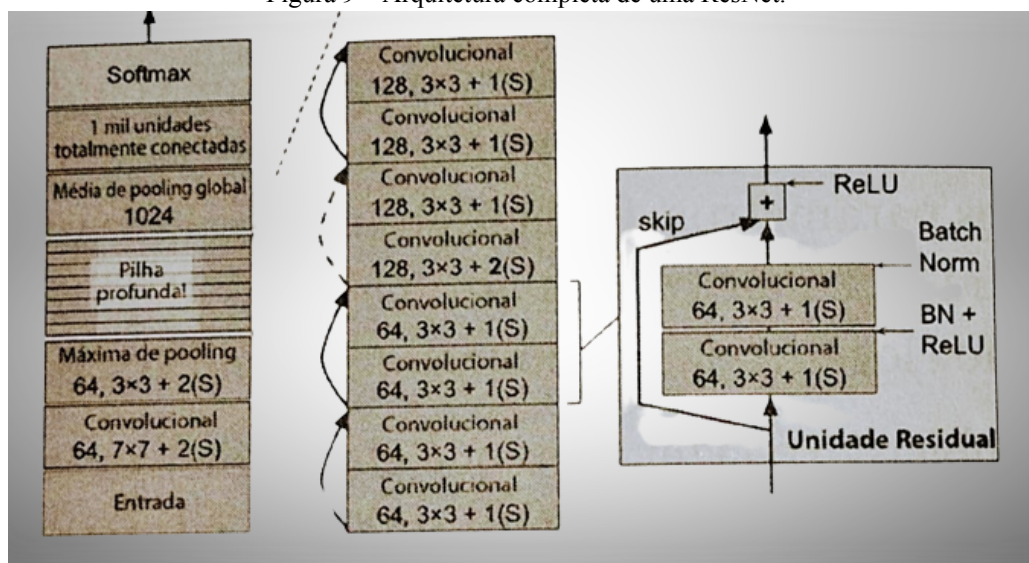 Figura 9 – Arquitetura completa de uma ResNet.
Softmax
1 mil unidades
totalmente conectadas
Média de pooling global
1024
Pilha
profundal
Máxima de pooling
64, 3×3 + 2(S)
Convolucional
64, 7×7 + 2(S)
Entrada
Convolucional
128, 3×3 + 1(S)
Convolucional
128, 3×3 + 1(S)
Convolucional
128, 3×3 + 1(S)
Convolucional
128, 3×3 + 2(S)
Convolucional
64, 3×3 + 1(S)
Convolucional
64, 3×3 + 1(S)
Convolucional
64, 3×3 + 1(S)
Convolucional
64, 3×3 + 1(S)
ReLU
+
skip
Batch
Norm
Convolucional
64, 3×3 + 1(S)
BN +
ReLU
Convolucional
64, 3×3 + 1(S)
Unidade Residual